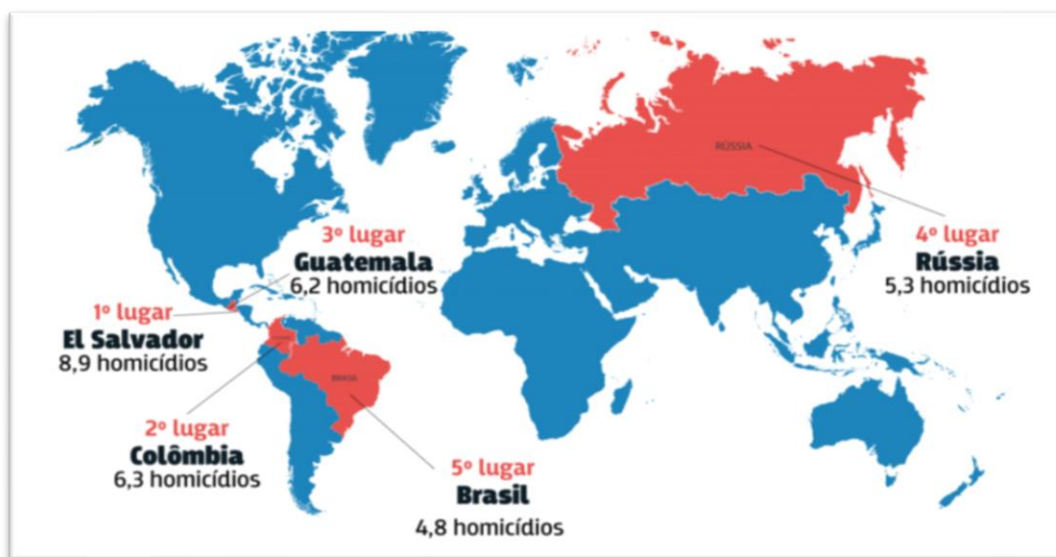 RÚSSIA
3º lugar
Guatemala
6,2 homicídios
4º lugar
Rússia
5,3 homicídios
1º lugar
El Salvador
8,9 homicídios
BRASIL
2º lugar
Colômbia
6,3 homicídios
5º lugar
Brasil
4,8 homicídios